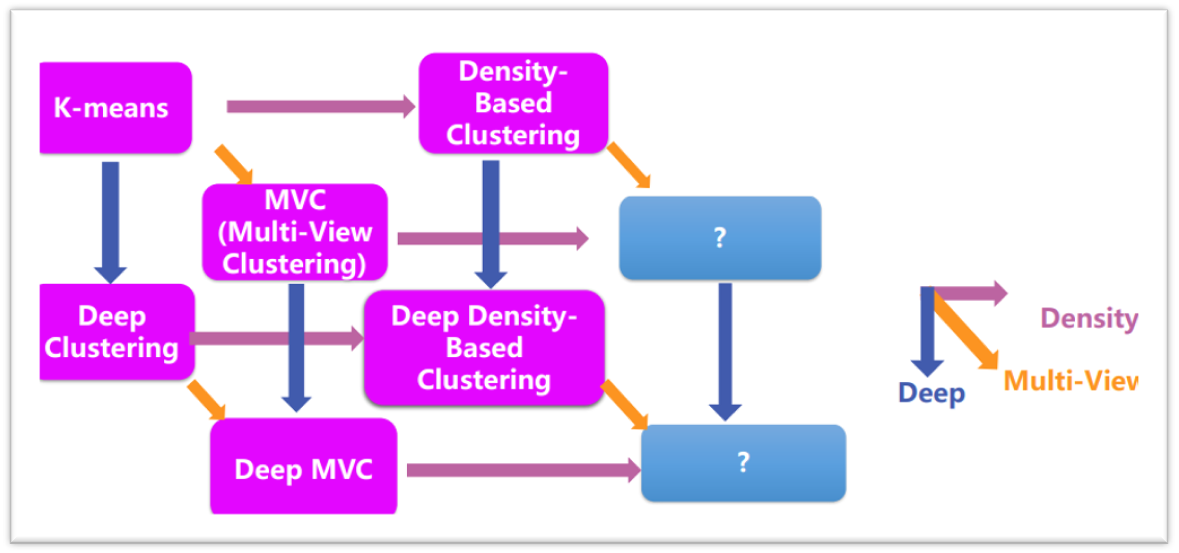 K-means
Density-
Based
Clustering
MVC
(Multi-View
Clustering)
?
Deep
Clustering
Deep Density-
Based
Clustering
Deep MVC
?
Density
Multi-View
Deep